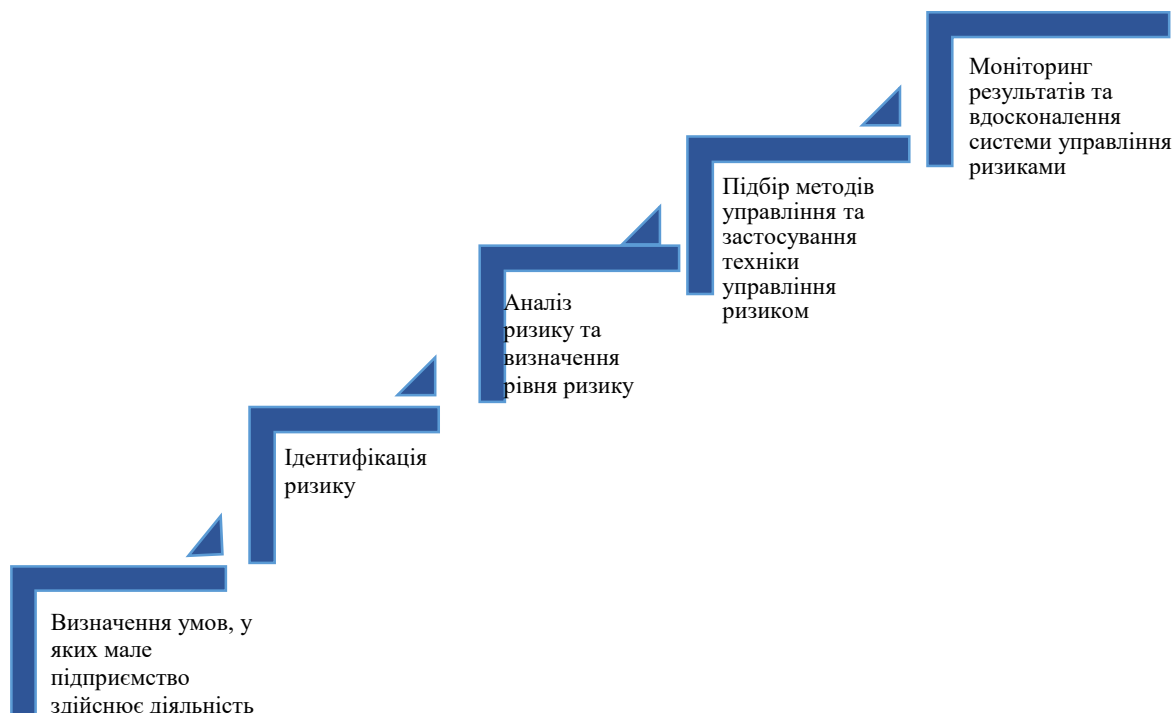 Моніторинг
результатів та
вдосконалення
системи управління
ризиками
Підбір методів
управління та
застосування
техніки
управління
ризиком
Аналіз
ризику та
визначення
рівня ризику
Ідентифікація
ризику
Визначення умов, у
яких мале
підприємство
здійснює діяльність